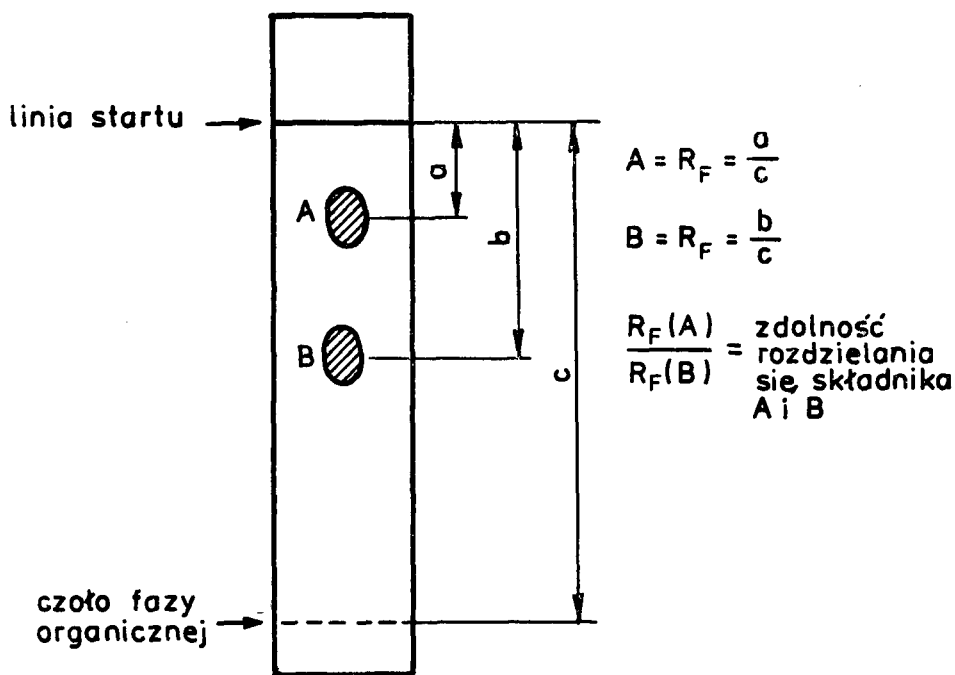 linia startu
A
B
a
b
c
A = R_F = a/c
B = R_F = b/c
R_F(A)/R_F(B) = zdolność
rozdzielania
się składnika
A i B
czoło fazy
organicznej